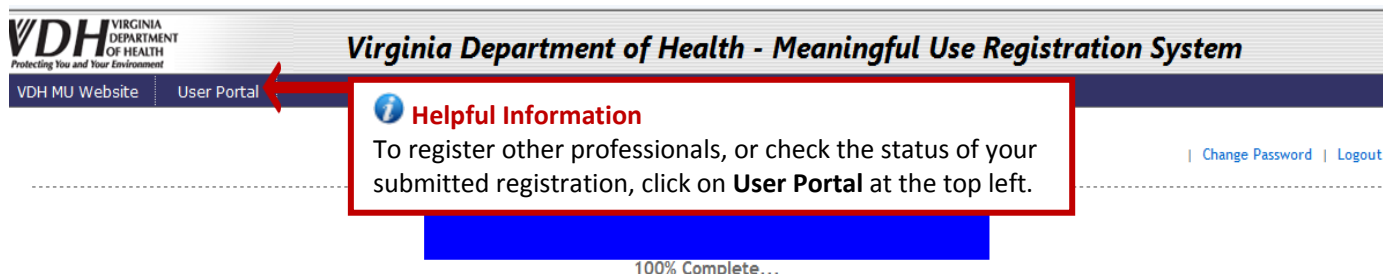 VDH VIRGINIA
DEPARTMENT
OF HEALTH
Protecting You and Your Environment
Virginia Department of Health - Meaningful Use Registration System
VDH MU Website User Portal
Helpful Information
To register other professionals, or check the status of your
submitted registration, click on User Portal at the top left.
| Change Password | Logout
100% Complete...